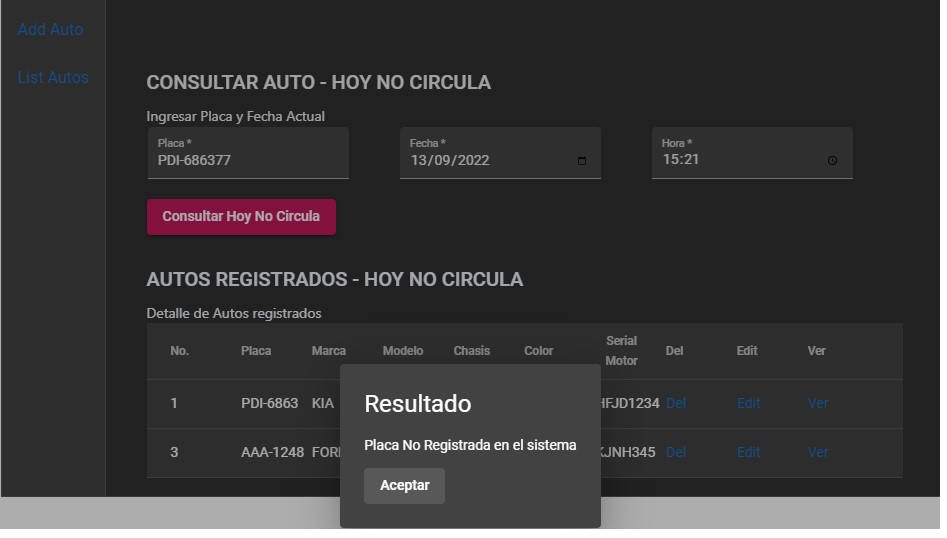 Add Auto
List Autos
CONSULTAR AUTO - HOY NO CIRCULA
Ingresar Placa y Fecha Actual
Placa * Fecha * Hora *
PDI-686377 13/09/2022 15:21
Consultar Hoy No Circula
AUTOS REGISTRADOS - HOY NO CIRCULA
Detalle de Autos registrados
No. Placa Marca Modelo Chasis Color Serial Motor Del Edit Ver
1 PDI-6863 KIA HFJD1234 Del Edit Ver
3 AAA-1248 KJNH345 Del Edit Ver
Resultado
Placa No Registrada en el sistema
Aceptar